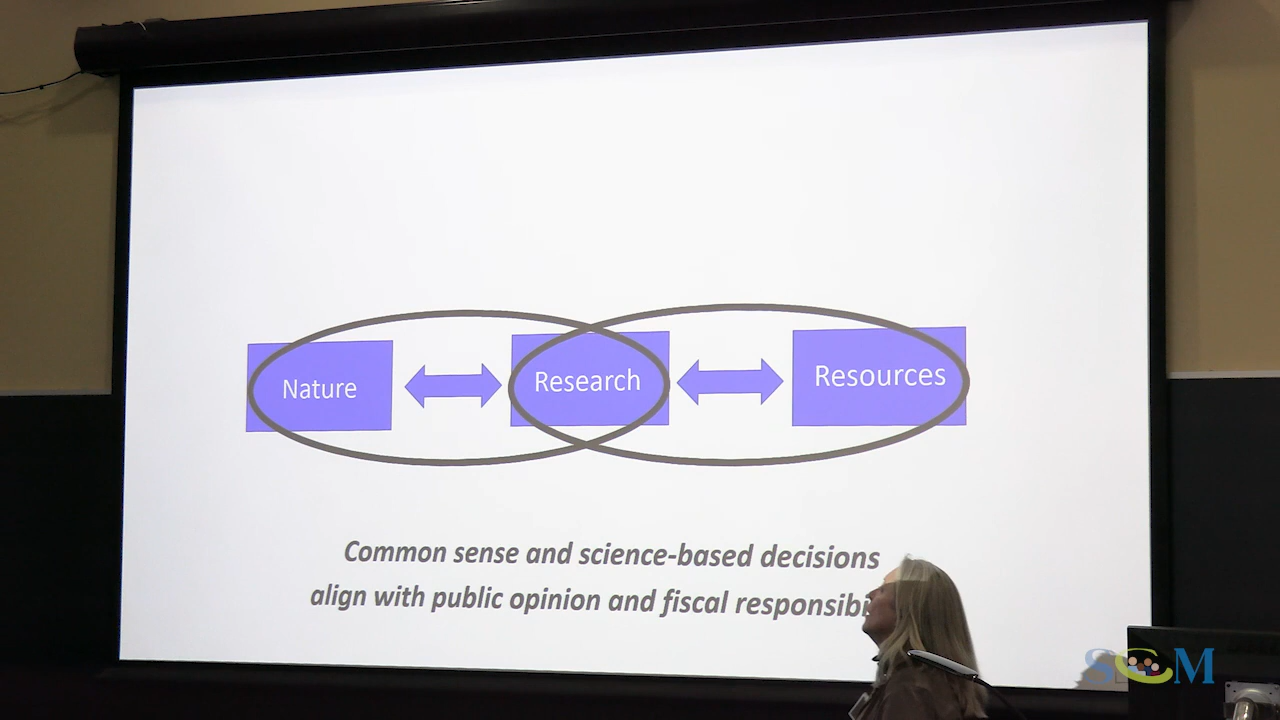 Nature
Research
Resources
Common sense and science-based decisions
align with public opinion and fiscal